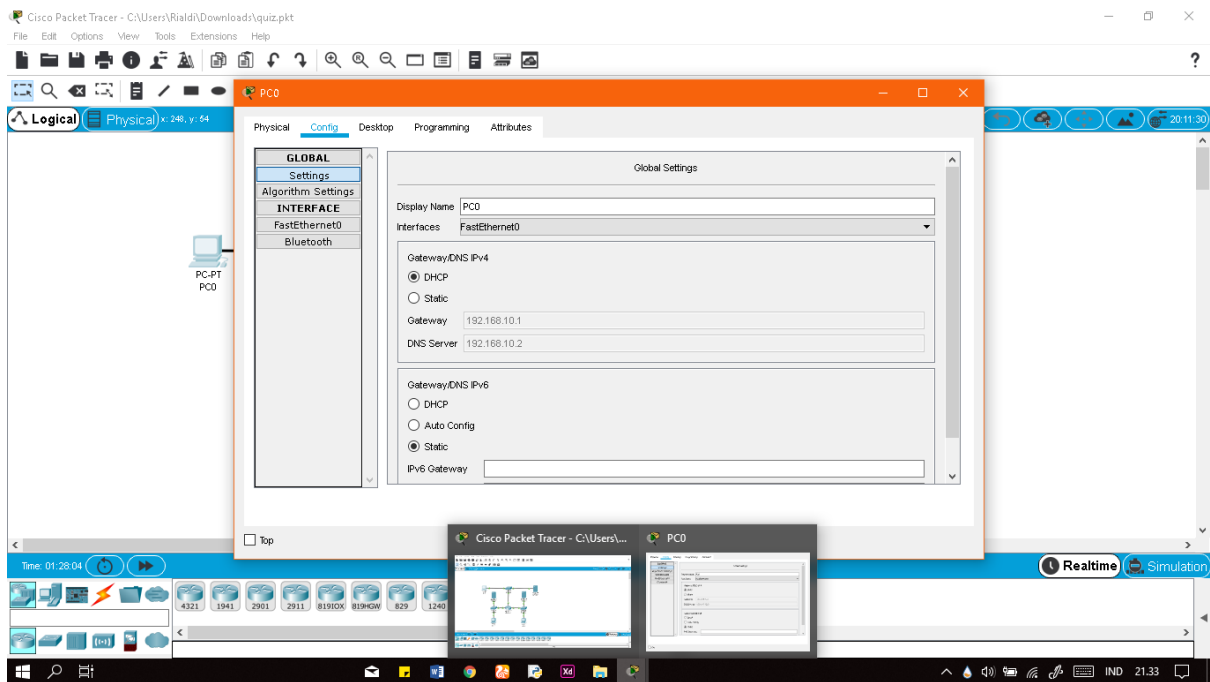 Cisco Packet Tracer - C:\Users\Rialdi\Downloads\quiz.pkt
File Edit Options View Tools Extensions Help
?
PC0
Logical Physical x: 248, y: 64 20:11:30
Physical Config Desktop Programming Attributes
GLOBAL
Settings
Algorithm Settings
INTERFACE
FastEthernet0
Bluetooth
Global Settings
Display Name PC0
Interfaces FastEthernet0
Gateway/DNS IPv4
DHCP
Static
Gateway 192.168.10.1
DNS Server 192.168.10.2
Gateway/DNS IPv6
DHCP
Auto Config
Static
IPv6 Gateway
PC-PT
PC0
Top
Cisco Packet Tracer - C:\Users\... PC0
Time: 01:28:04 Realtime Simulation
4321 1941 2901 2911 819IOX 819HGW 829 1240
IND 21.33